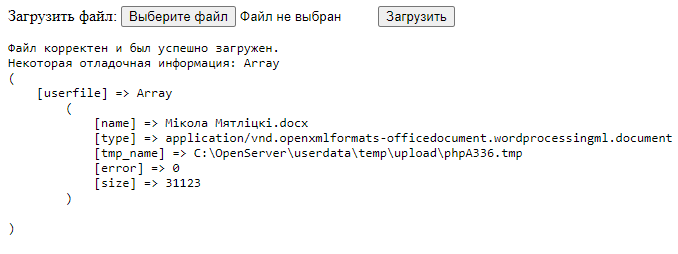 Загрузить файл: Выберите файл Файл не выбран Загрузить
Файл корректен и был успешно загружен.
Некоторая отладочная информация: Array
(
    [userfile] => Array
        (
            [name] => Мікола Мятліцкі.docx
            [type] => application/vnd.openxmlformats-officedocument.wordprocessingml.document
            [tmp_name] => C:\OpenServer\userdata\temp\upload\phpA336.tmp
            [error] => 0
            [size] => 31123
        )
)